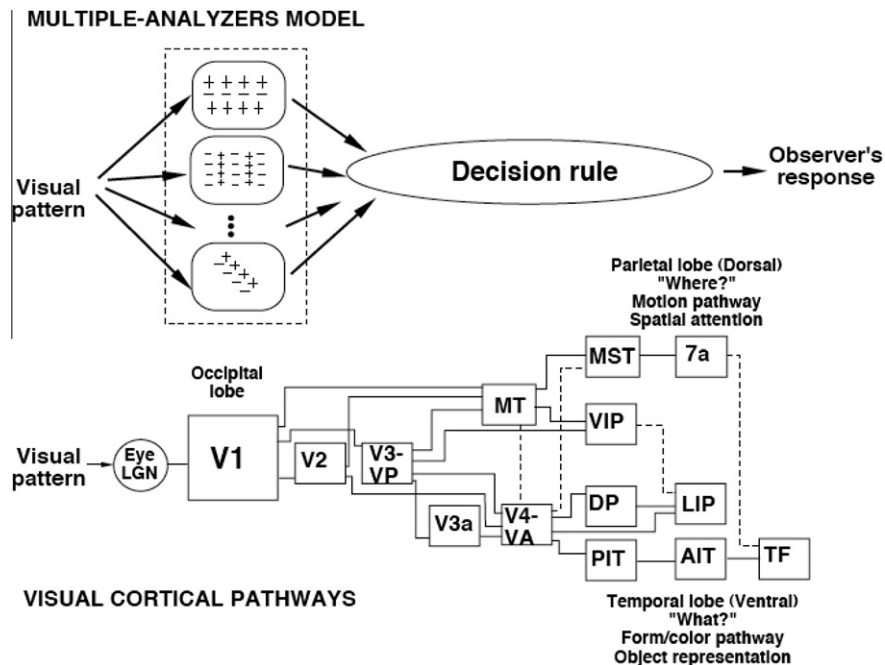 MULTIPLE-ANALYZERS MODEL
+ + + +
− − − −
+ + + +
− + − + −
− + − + −
− + − + −
− + − + −
+
− +
− +
− +
−
Visual
pattern
Decision rule
Observer's
response
Parietal lobe (Dorsal)
"Where?"
Motion pathway
Spatial attention
Occipital
lobe
MST
7a
MT
VIP
Visual
pattern
Eye
LGN
V1
V2
V3-
VP
V3a
V4-
VA
DP
LIP
PIT
AIT
TF
VISUAL CORTICAL PATHWAYS
Temporal lobe (Ventral)
"What?"
Form/color pathway
Object representation